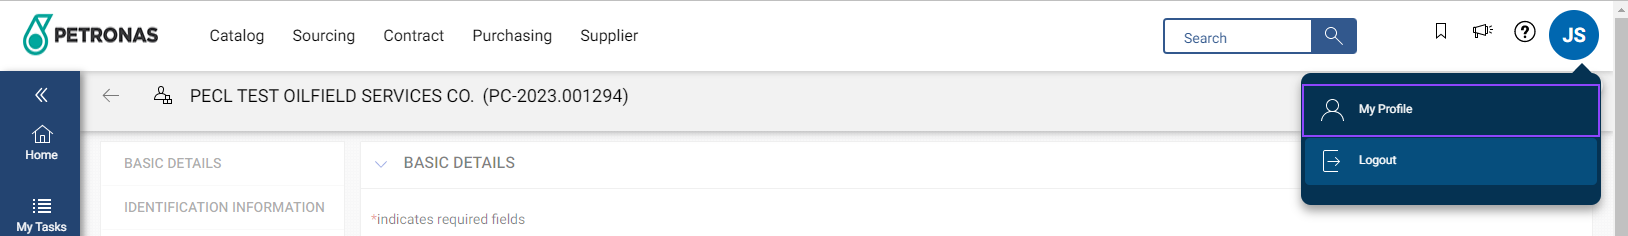 PETRONAS
Catalog Sourcing Contract Purchasing Supplier
Search
JS
PECL TEST OILFIELD SERVICES CO. (PC-2023.001294)
My Profile
Logout
Home
My Tasks
BASIC DETAILS
IDENTIFICATION INFORMATION
BASIC DETAILS
*indicates required fields